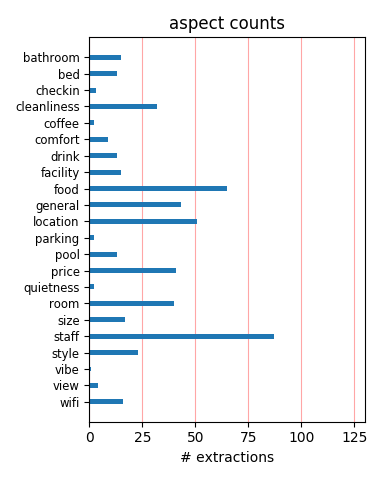 aspect counts
bathroom
bed
checkin
cleanliness
coffee
comfort
drink
facility
food
general
location
parking
pool
price
quietness
room
size
staff
style
vibe
view
wifi
0 25 50 75 100 125
# extractions